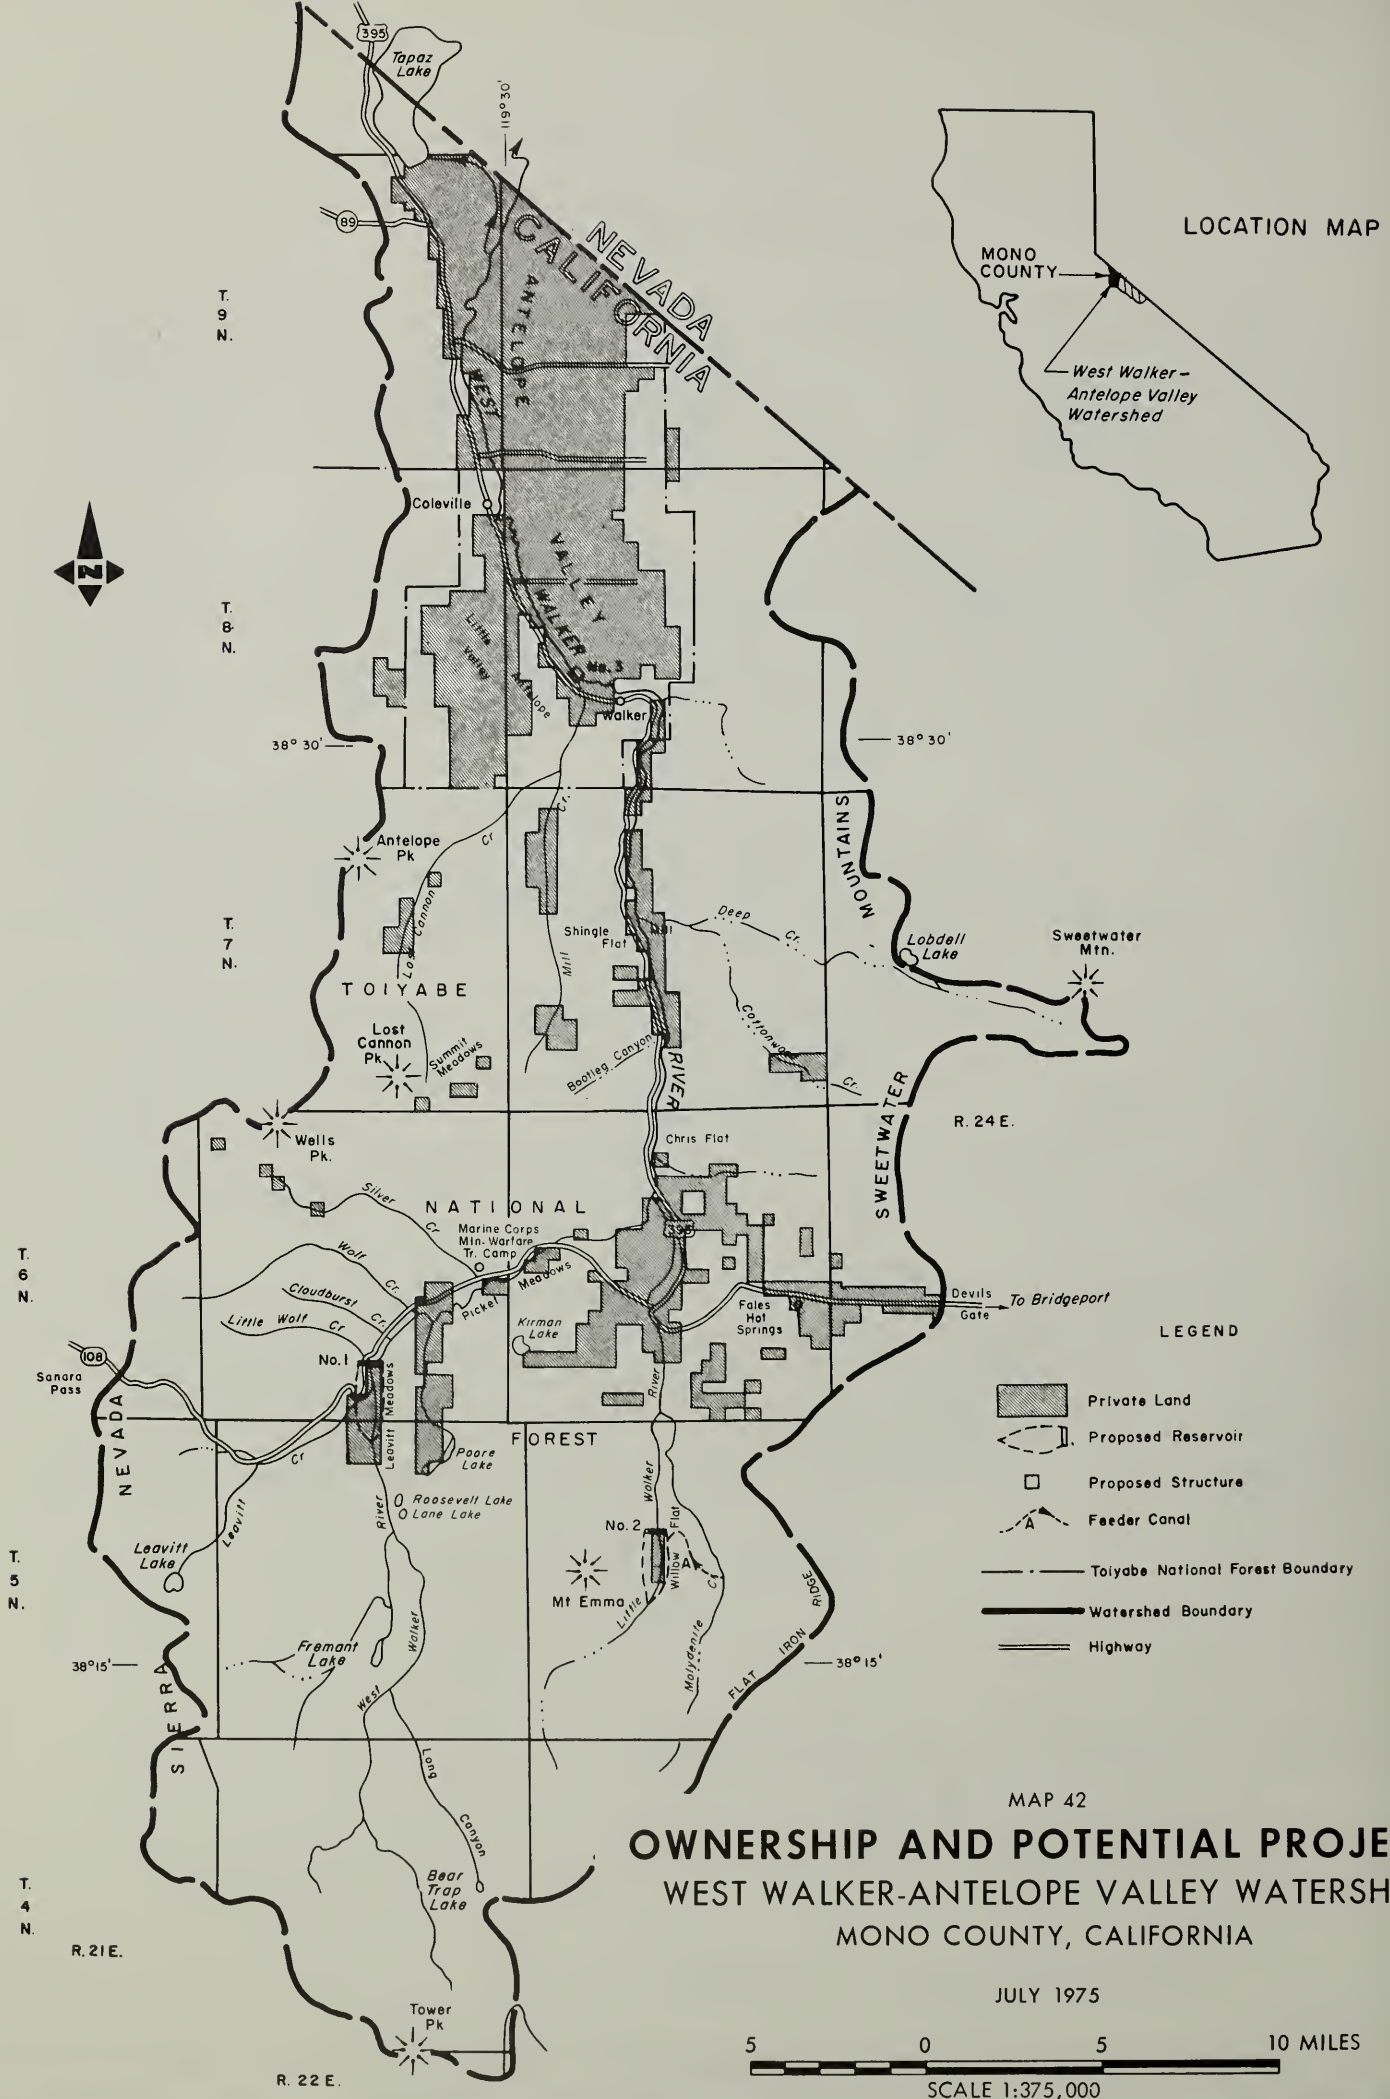 395
Tapaz
Lake
119° 30'
89
NEVADA
CALIFORNIA
LOCATION MAP
MONO
COUNTY
West Walker-
Antelope Valley
Watershed
T.
9
N.
ANTELOPE
WEST
Coleville
VALLEY
WALKER
N
T.
8
N.
Little
Valley
Antelope
No. 3
Walker
38° 30'
38° 30'
Antelope
Pk
Cr.
Cr.
MOUNTAINS
T.
7
N.
Lost Cannon
Shingle
Flat
Mill
Deep
Cr.
Lobdell
Lake
Sweetwater
Mtn.
TOIYABE
Lost
Cannon
Pk
Summit
Meadows
Bootleg Canyon
RIVER
Cottonwood
Cr.
SWEETWATER
R. 24 E.
Wells
Pk.
Chris Flat
Silver
Cr.
NATIONAL
Marine Corps
Mtn. Warfare
Tr. Camp
395
T.
6
N.
Wolf
Cr.
Cloudburst
Cr.
Little Wolf
Cr
Pickel
Meadows
Kirman
Lake
Fales
Hot
Springs
Devils
Gate
To Bridgeport
LEGEND
No. 1
108
Sanara
Pass
Leavitt Meadows
River
Private Land
Proposed Reservoir
Proposed Structure
A
Feeder Canal
Toiyabe National Forest Boundary
Watershed Boundary
Highway
FOREST
Poore
Lake
NEVADA
Cr
Leavitt
River
Roosevelt Lake
Lane Lake
Walker
No. 2
Willow Flat
A
Leavitt
Lake
T.
5
N.
Mt Emma
Little
Cr.
RIDGE
IRON
FLAT
Fremant
Lake
Walker
West
Molydenite
38° 15'
38° 15'
SIERRA
Long
Canyon
Bear
Trap
Lake
T.
4
N.
R. 21E.
MAP 42
OWNERSHIP AND POTENTIAL PROJE
WEST WALKER-ANTELOPE VALLEY WATERSH
MONO COUNTY, CALIFORNIA
JULY 1975
Tower
Pk
R. 22 E.
5 0 5 10 MILES
SCALE 1:375,000